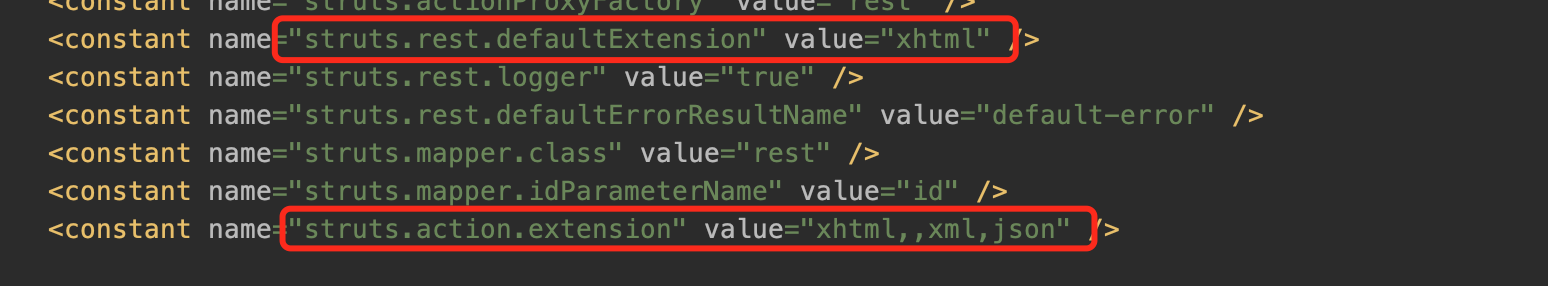 <constant name="struts.actionProxyFactory" value="rest" />
<constant name="struts.rest.defaultExtension" value="xhtml" />
<constant name="struts.rest.logger" value="true" />
<constant name="struts.rest.defaultErrorResultName" value="default-error" />
<constant name="struts.mapper.class" value="rest" />
<constant name="struts.mapper.idParameterName" value="id" />
<constant name="struts.action.extension" value="xhtml,,xml,json" />